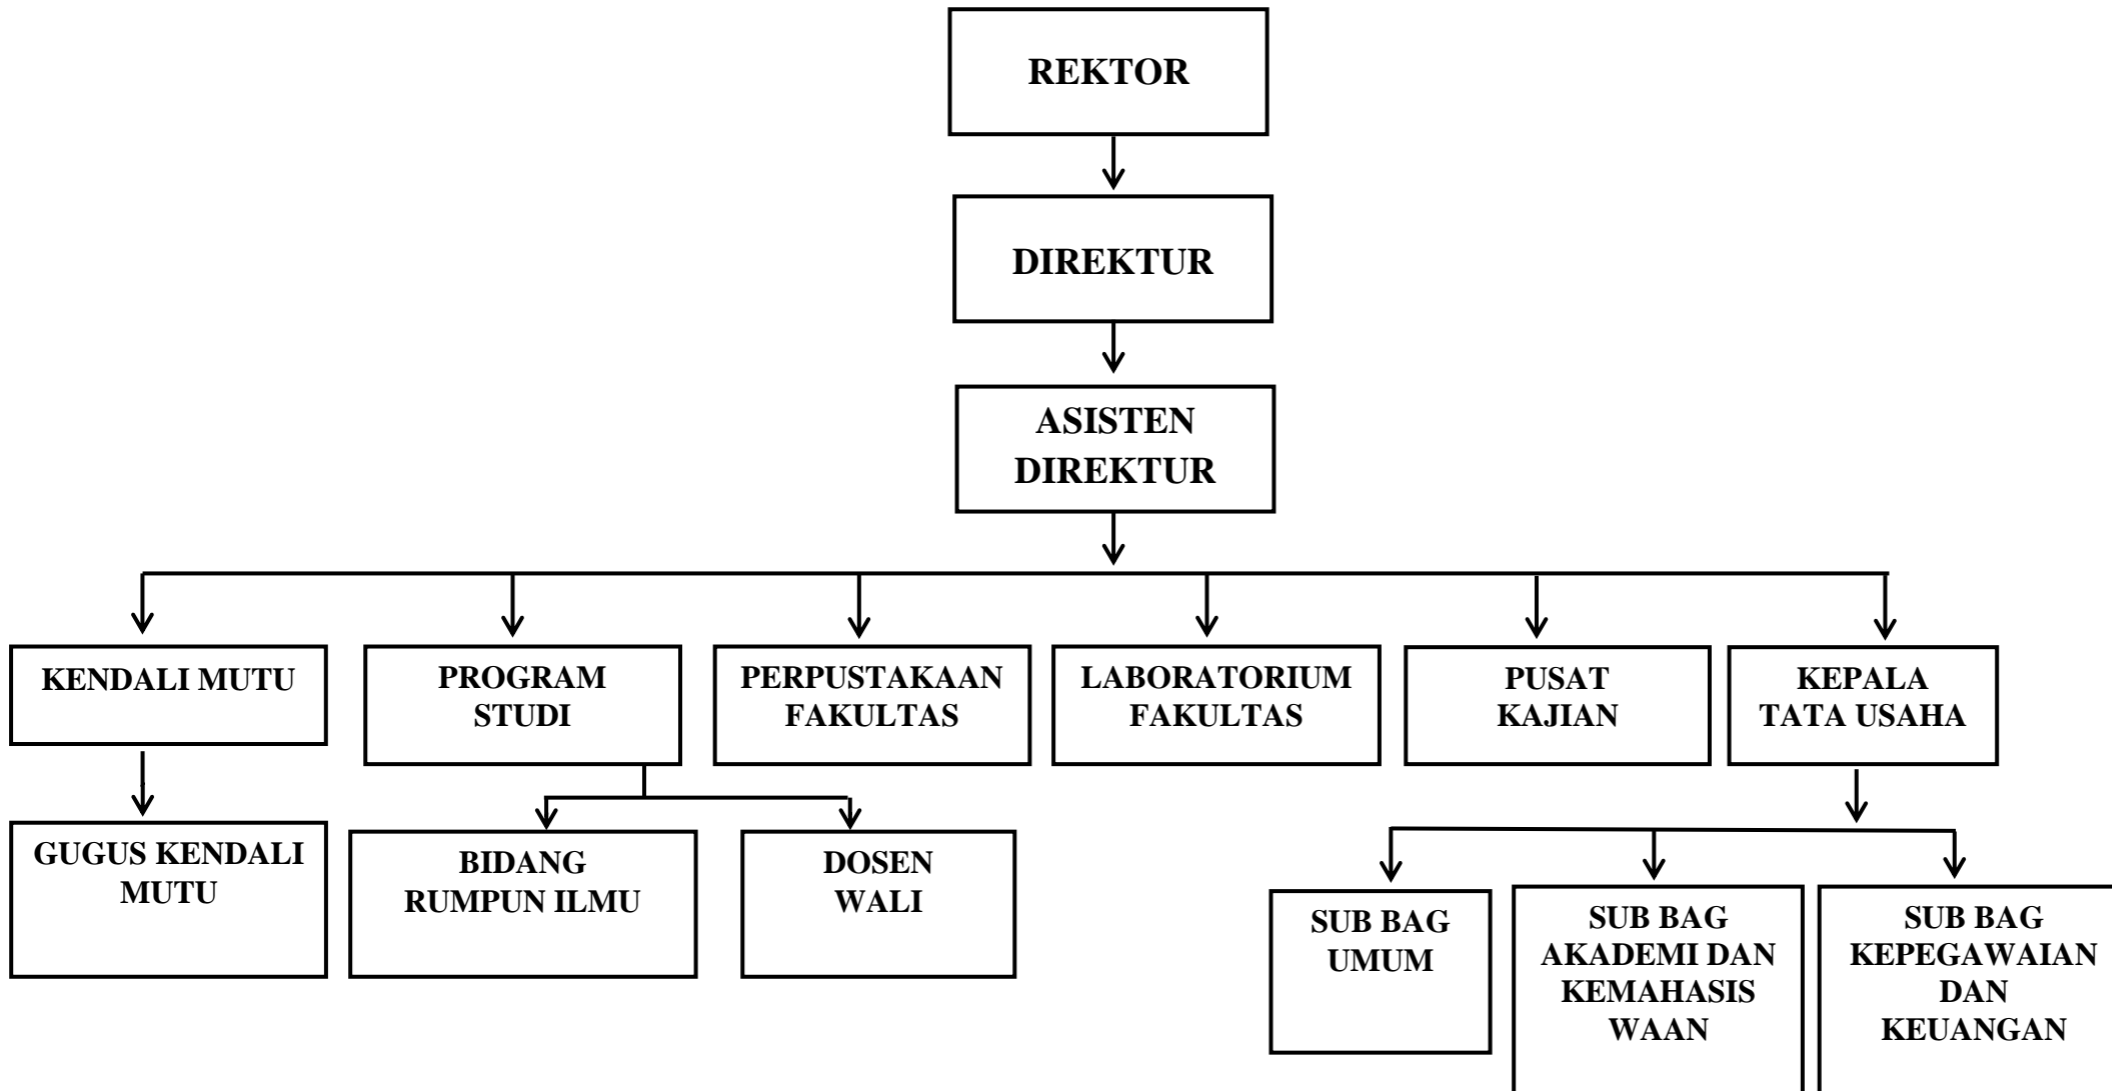 REKTOR
DIREKTUR
ASISTEN
DIREKTUR
KENDALI MUTU
PROGRAM
STUDI
PERPUSTAKAAN
FAKULTAS
LABORATORIUM
FAKULTAS
PUSAT
KAJIAN
KEPALA
TATA USAHA
GUGUS KENDALI
MUTU
BIDANG
RUMPUN ILMU
DOSEN
WALI
SUB BAG
UMUM
SUB BAG
AKADEMI DAN
KEMAHASIS
WAAN
SUB BAG
KEPEGAWAIAN
DAN
KEUANGAN